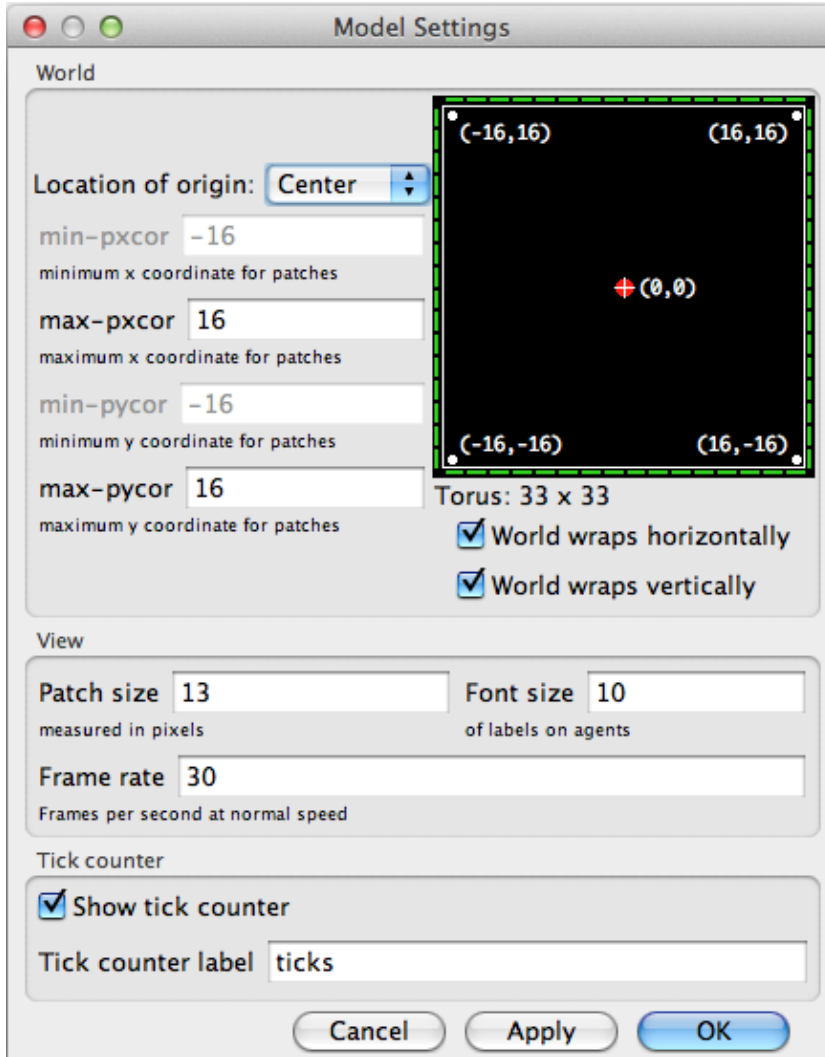 Model Settings
World
(-16,16) (16,16)
Location of origin: Center
min-pxcor -16
minimum x coordinate for patches
(0,0)
max-pxcor 16
maximum x coordinate for patches
min-pycor -16
minimum y coordinate for patches
(-16,-16) (16,-16)
max-pycor 16
maximum y coordinate for patches
Torus: 33 x 33
World wraps horizontally
World wraps vertically
View
Patch size 13 Font size 10
measured in pixels of labels on agents
Frame rate 30
Frames per second at normal speed
Tick counter
Show tick counter
Tick counter label ticks
Cancel Apply OK